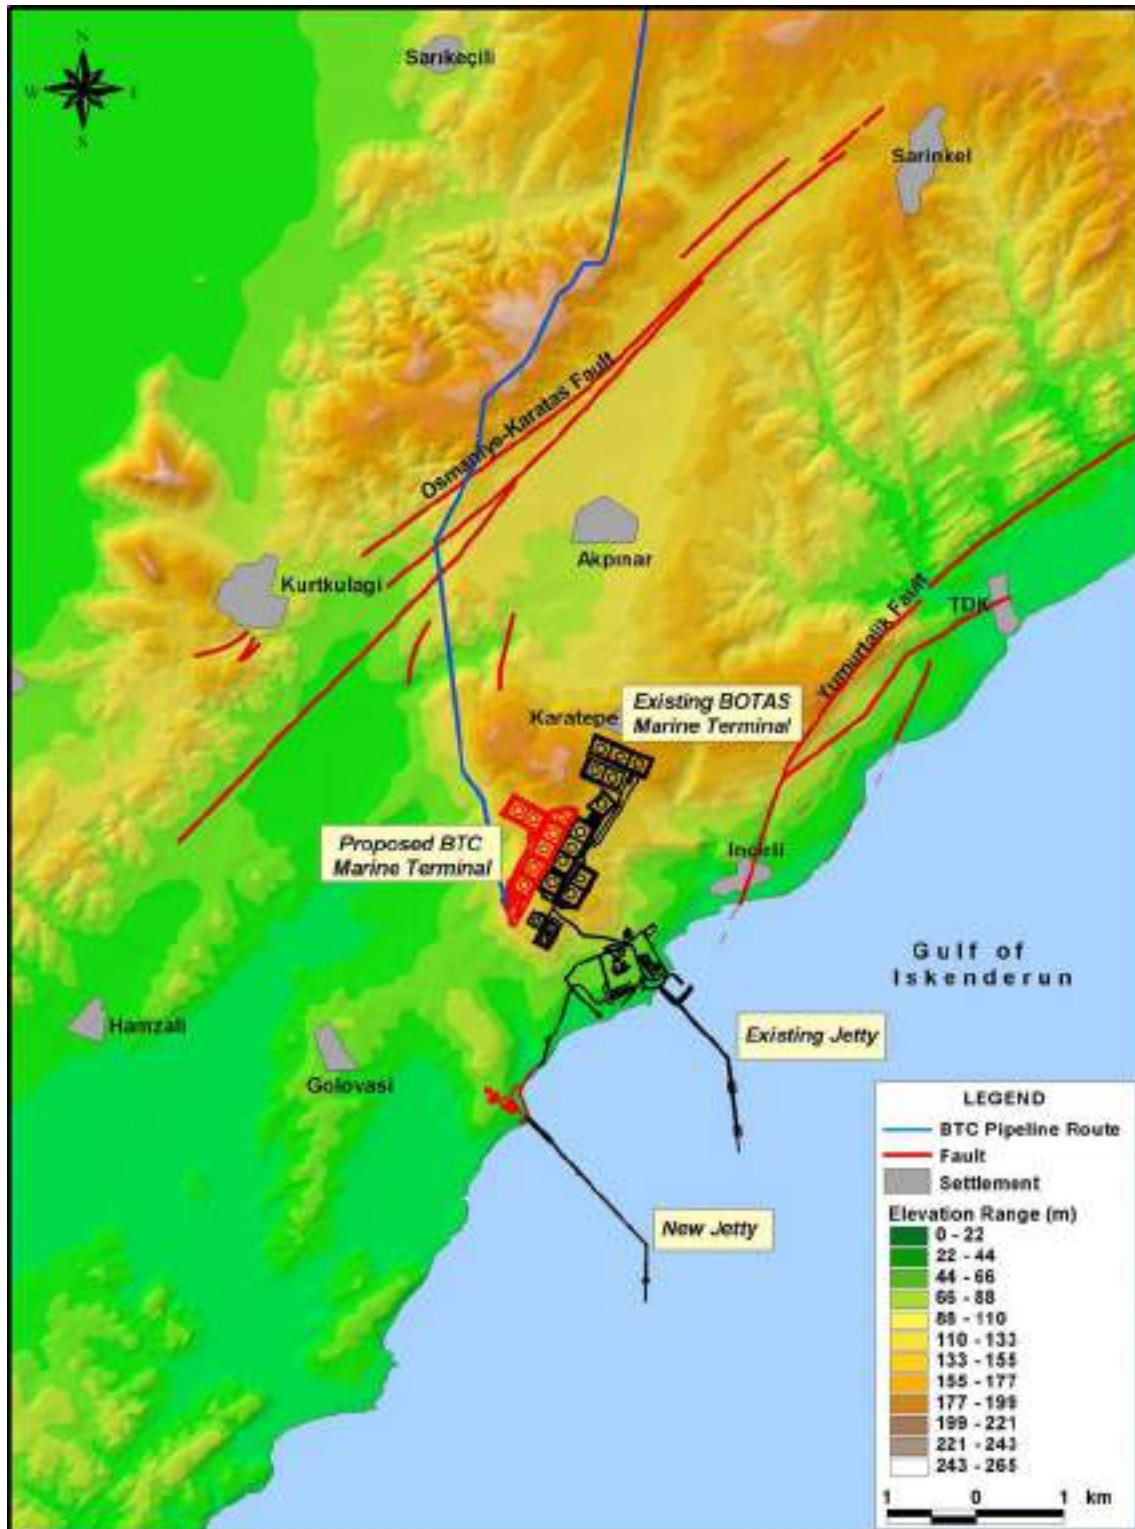 N
Sarıkeçili
W
E
S
Sarinkel
Osmaniye-Karatas Fault
Akpınar
Kurtkulagi
TDK
Yumurtalik Fault
Existing BOTAS
Marine Terminal
Karatepe
Proposed BTC
Marine Terminal
Inceli
Gulf of
Iskenderun
Hamzali
Existing Jetty
Golovasi
New Jetty
LEGEND
BTC Pipeline Route
Fault
Settlement
Elevation Range (m)
0 - 22
22 - 44
44 - 66
66 - 88
88 - 110
110 - 133
133 - 155
155 - 177
177 - 199
199 - 221
221 - 243
243 - 265
1 0 1 km